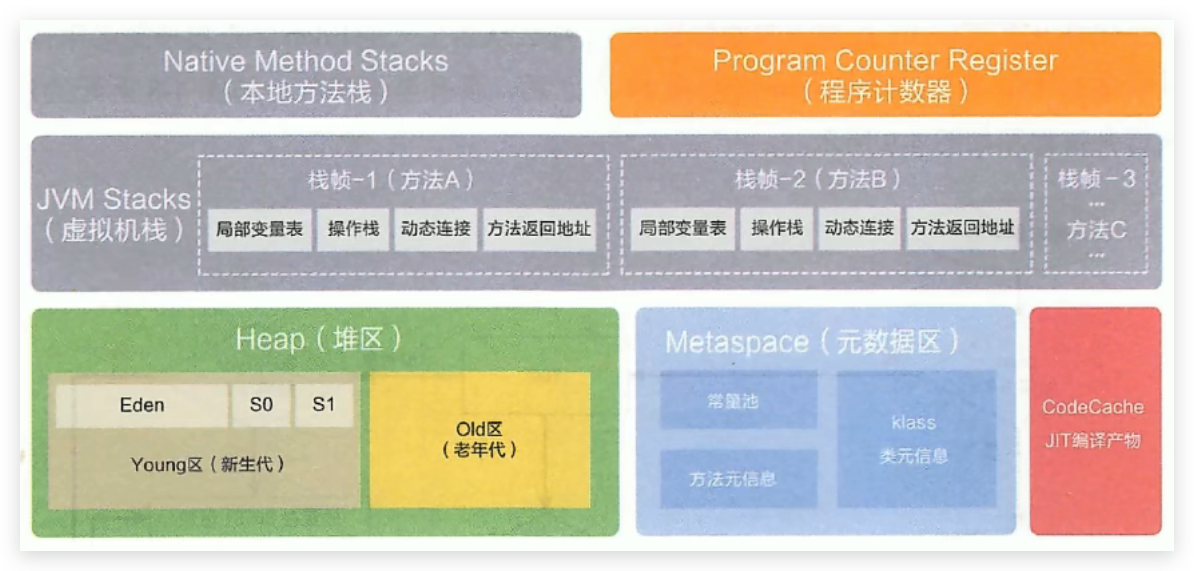 Native Method Stacks
（本地方法栈）
Program Counter Register
（程序计数器）
JVM Stacks
（虚拟机栈）
栈帧-1（方法A）
局部变量表
操作栈
动态连接
方法返回地址
栈帧-2（方法B）
局部变量表
操作栈
动态连接
方法返回地址
栈帧-3
...
方法C
...
Heap（堆区）
Eden
S0
S1
Young区（新生代）
Old区
（老年代）
Metaspace（元数据区）
常量池
方法元信息
klass
类元信息
CodeCache
JIT编译产物